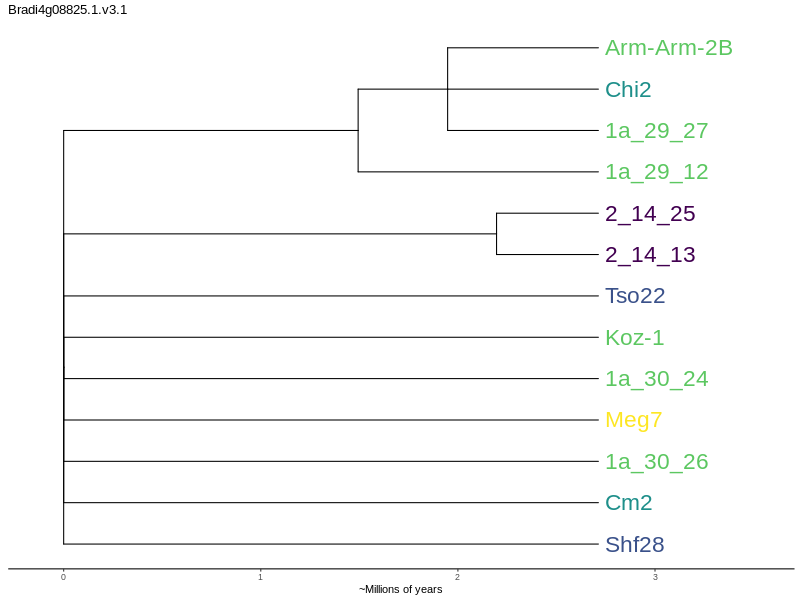 Bradi4g08825.1.v3.1
Arm-Arm-2B
Chi2
1a_29_27
1a_29_12
2_14_25
2_14_13
Tso22
Koz-1
1a_30_24
Meg7
1a_30_26
Cm2
Shf28
0 1 2 3
~Millions of years